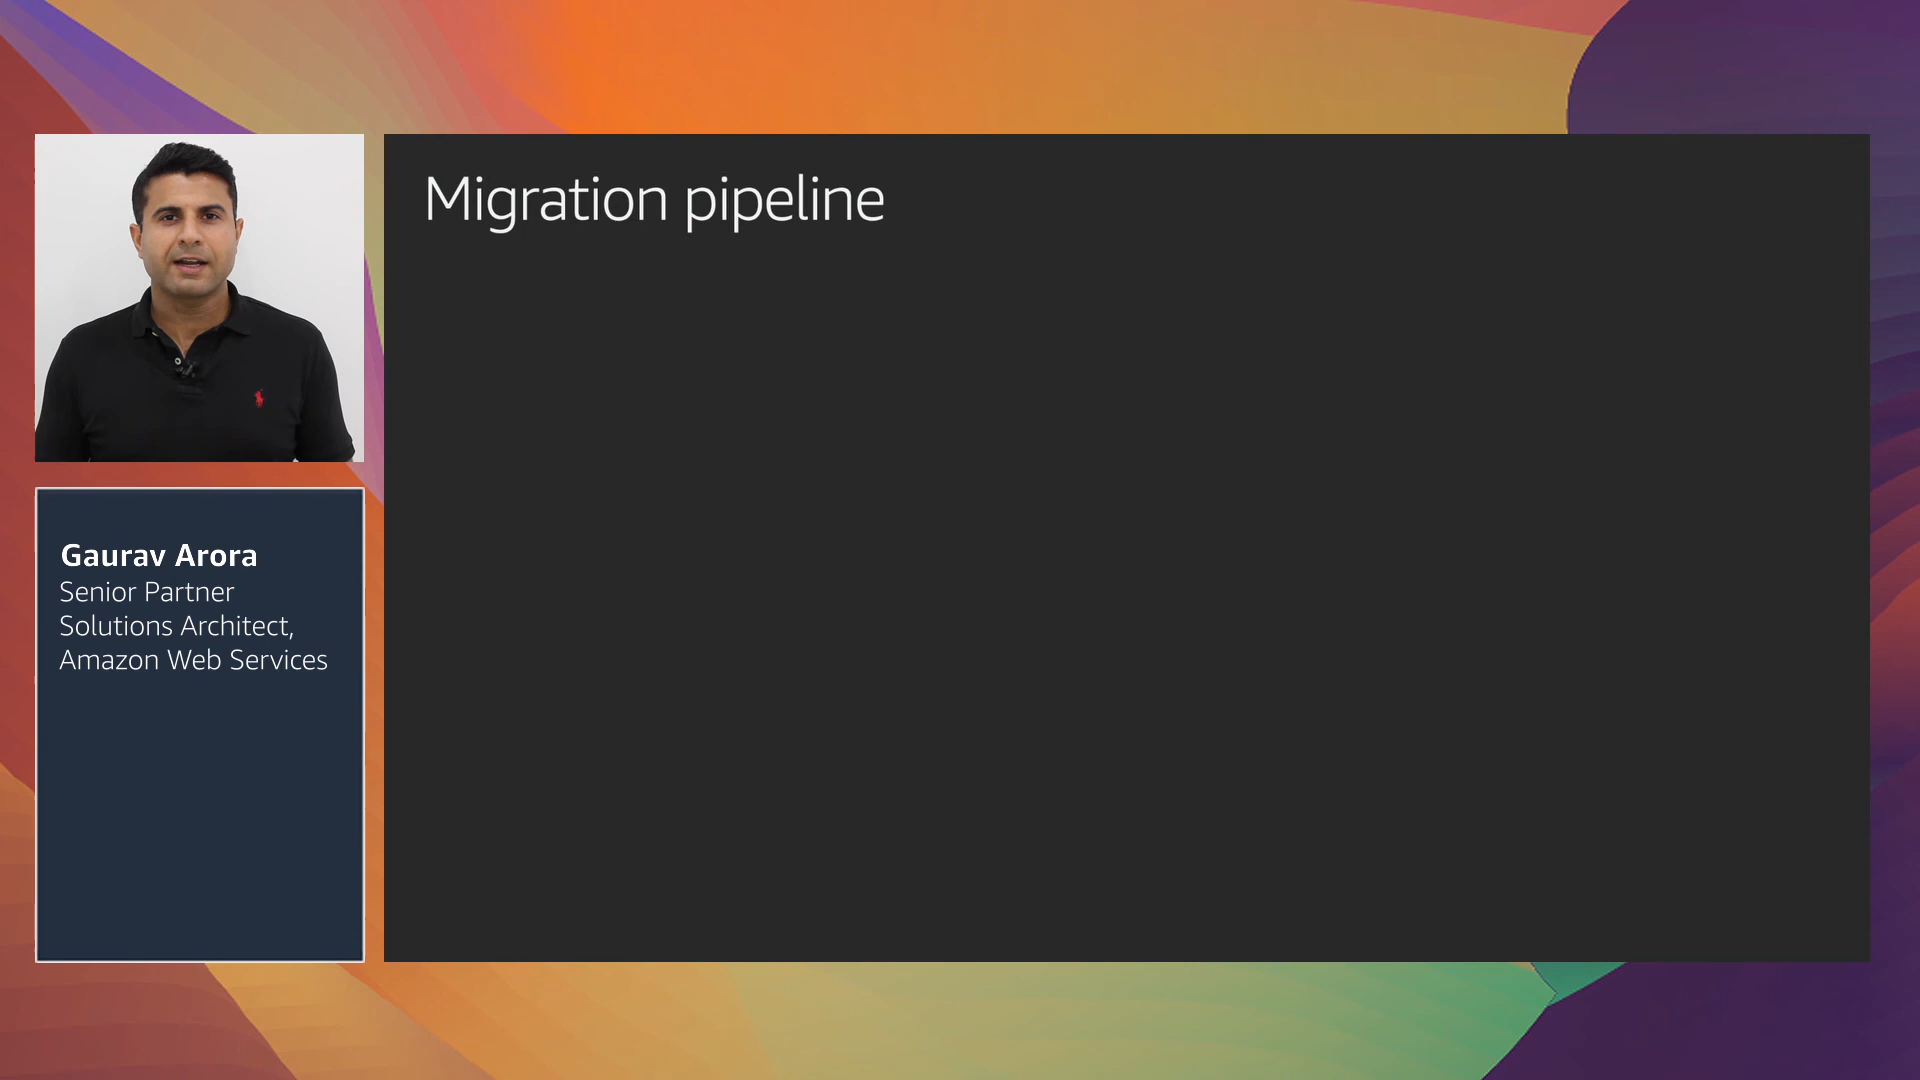 Migration pipeline
Gaurav Arora
Senior Partner
Solutions Architect,
Amazon Web Services